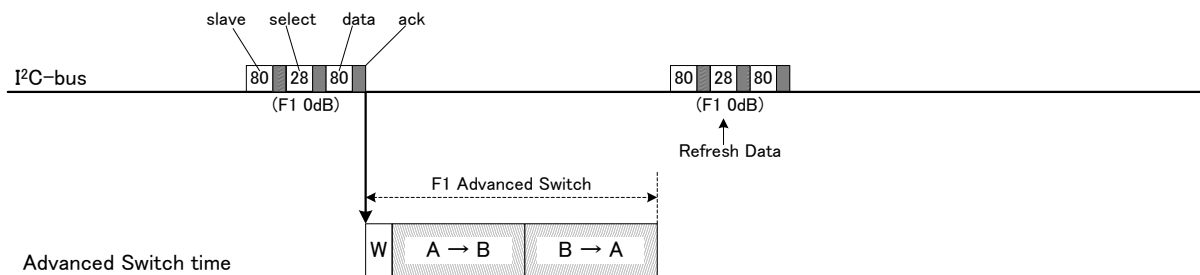 slave select data ack
I²C-bus 80 28 80 80 28 80
(F1 0dB) (F1 0dB)
Refresh Data
F1 Advanced Switch
W A → B B → A
Advanced Switch time